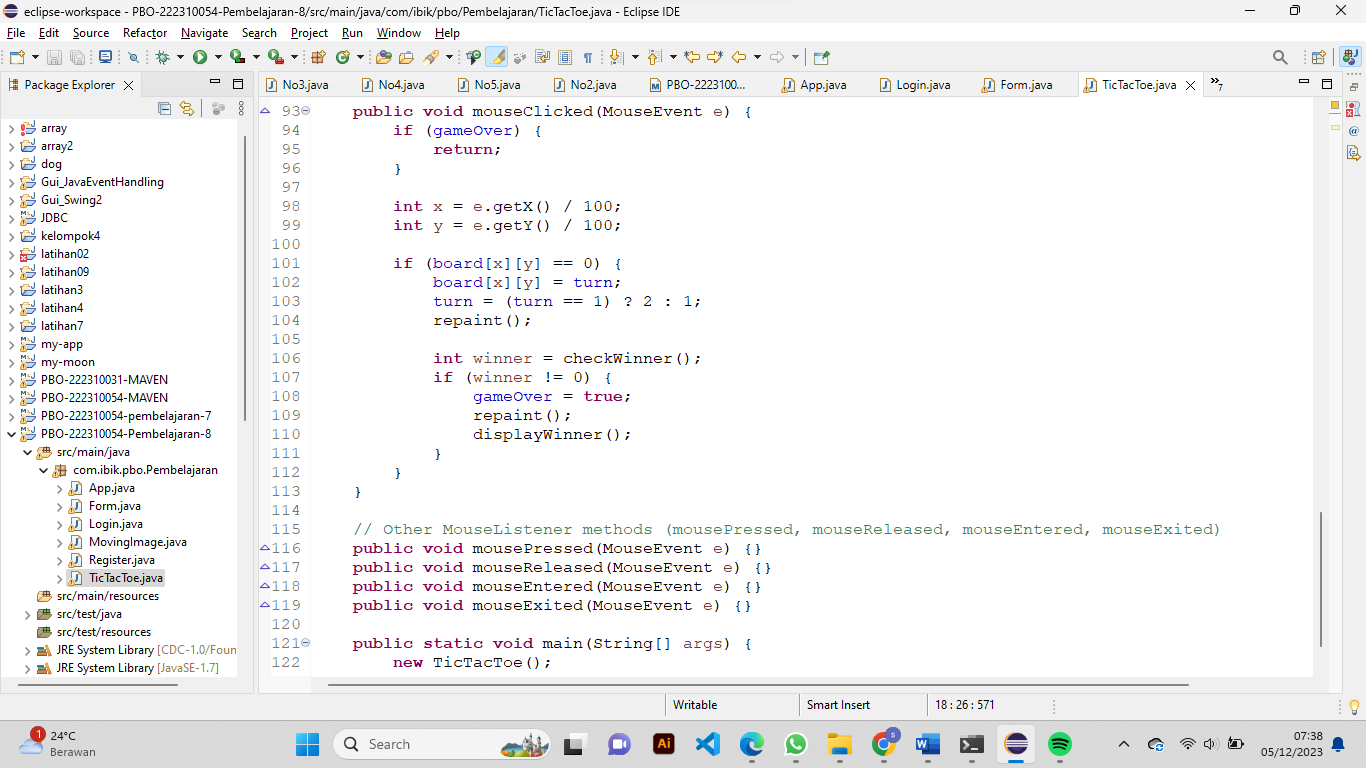 eclipse-workspace - PBO-222310054-Pembelajaran-8/src/main/java/com/ibik/pbo/Pembelajaran/TicTacToe.java - Eclipse IDE
File Edit Source Refactor Navigate Search Project Run Window Help
Package Explorer
No3.java No4.java No5.java No2.java PBO-2223100... App.java Login.java Form.java TicTacToe.java 7
array
array2
dog
Gui_JavaEventHandling
Gui_Swing2
JDBC
kelompok4
latihan02
latihan09
latihan3
latihan4
latihan7
my-app
my-moon
PBO-222310031-MAVEN
PBO-222310054-MAVEN
PBO-222310054-pembelajaran-7
PBO-222310054-Pembelajaran-8
src/main/java
com.ibik.pbo.Pembelajaran
App.java
Form.java
Login.java
MovingImage.java
Register.java
TicTacToe.java
src/main/resources
src/test/java
src/test/resources
JRE System Library [CDC-1.0/Foun
JRE System Library [JavaSE-1.7]
93 public void mouseClicked(MouseEvent e) {
94 if (gameOver) {
95 return;
96 }
97
98 int x = e.getX() / 100;
99 int y = e.getY() / 100;
100
101 if (board[x][y] == 0) {
102 board[x][y] = turn;
103 turn = (turn == 1) ? 2 : 1;
104 repaint();
105
106 int winner = checkWinner();
107 if (winner != 0) {
108 gameOver = true;
109 repaint();
110 displayWinner();
111 }
112 }
113 }
114
115 // Other MouseListener methods (mousePressed, mouseReleased, mouseEntered, mouseExited)
116 public void mousePressed(MouseEvent e) {}
117 public void mouseReleased(MouseEvent e) {}
118 public void mouseEntered(MouseEvent e) {}
119 public void mouseExited(MouseEvent e) {}
120
121 public static void main(String[] args) {
122 new TicTacToe();
Writable Smart Insert 18 : 26 : 571
1
24°C
Berawan
Search
Ai
S
W
07:38
05/12/2023